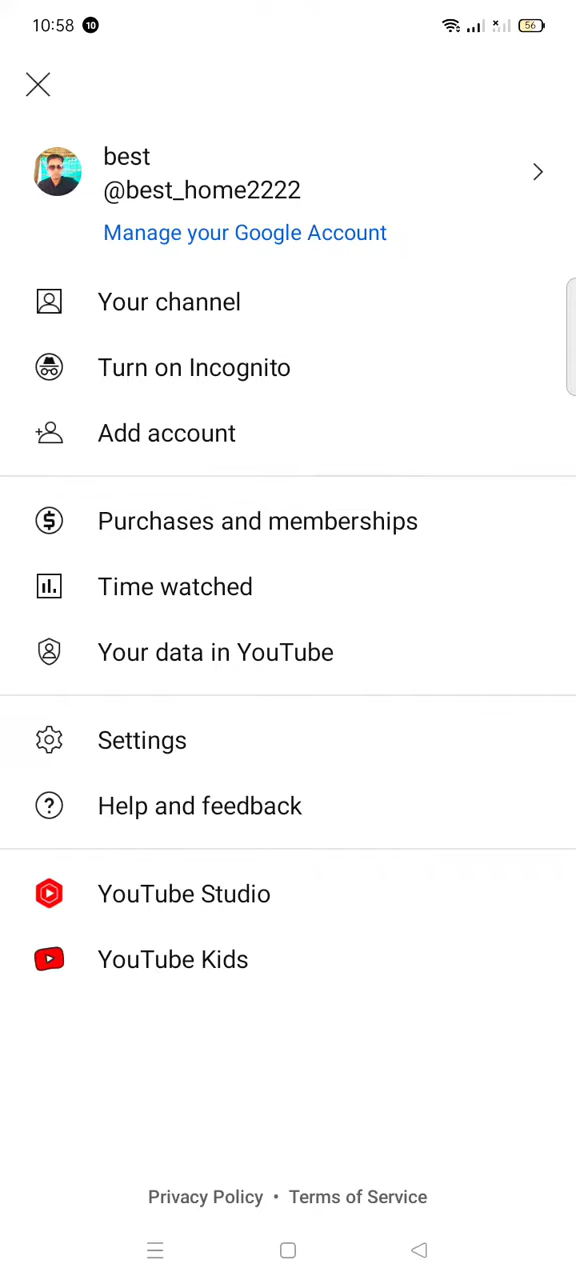 10:58 10 56
best
@best_home2222
Manage your Google Account
Your channel
Turn on Incognito
Add account
Purchases and memberships
Time watched
Your data in YouTube
Settings
Help and feedback
YouTube Studio
YouTube Kids
Privacy Policy • Terms of Service